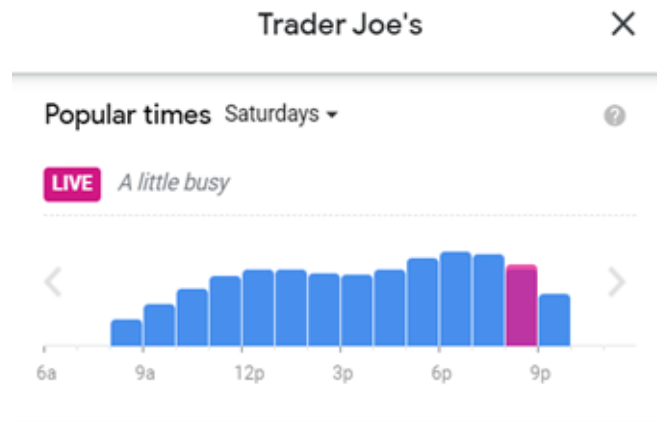 Trader Joe's
Popular times Saturdays
LIVE A little busy
6a 9a 12p 3p 6p 9p